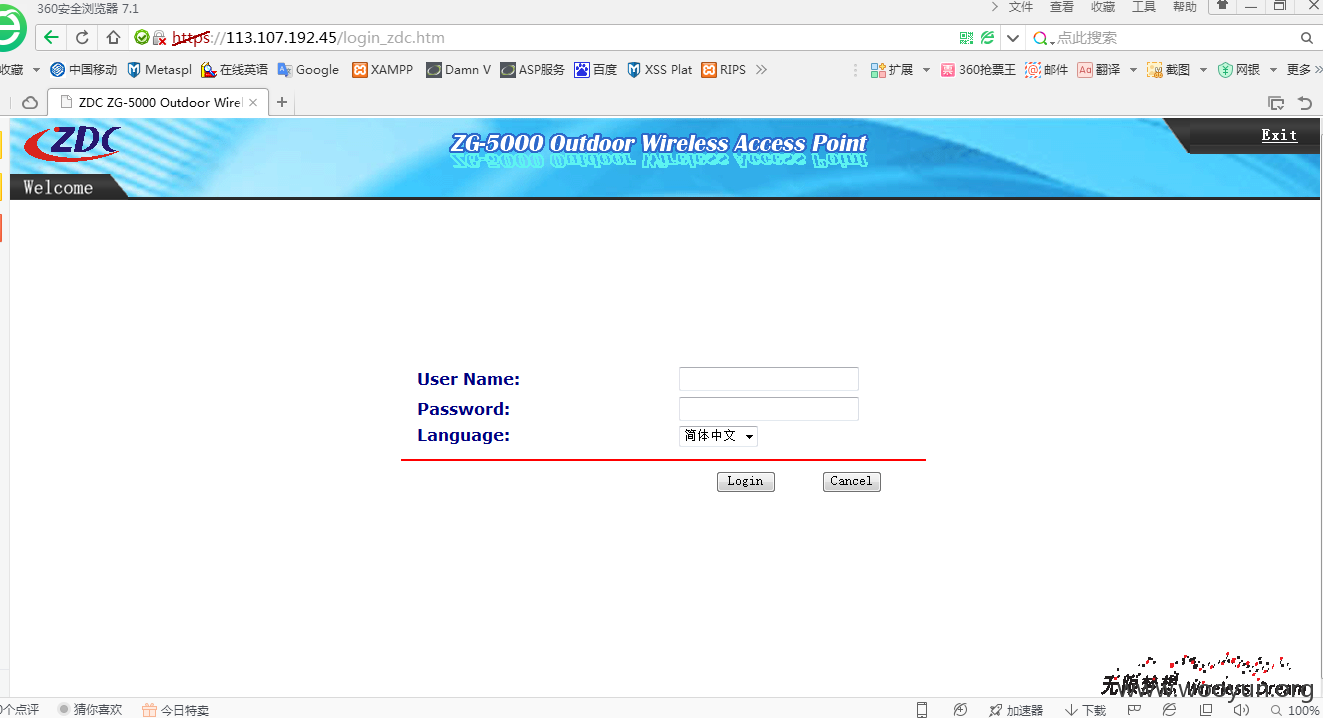 360安全浏览器 7.1
文件 查看 收藏 工具 帮助
https://113.107.192.45/login_zdc.htm
点此搜索
收藏 中国移动 Metaspl 在线英语 Google XAMPP Damn V ASP服务 百度 XSS Plat RIPS 扩展 360抢票王 邮件 翻译 截图 网银 更多
ZDC ZG-5000 Outdoor Wirel
ZDC
ZG-5000 Outdoor Wireless Access Point
Exit
Welcome
User Name:
Password:
Language: 简体中文
Login Cancel
无限梦想 Wireless Dream
www.wooyun.org
0个点评 猜你喜欢 今日特卖 加速器 下载 100%